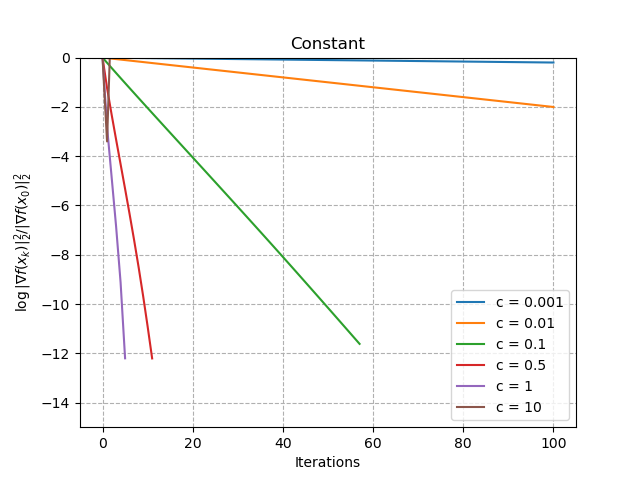 Constant
log|∇f(x_k)|₂²/|∇f(x₀)|₂²
0
−2
−4
−6
−8
−10
−12
−14
0
20
40
60
80
100
Iterations
c = 0.001
c = 0.01
c = 0.1
c = 0.5
c = 1
c = 10